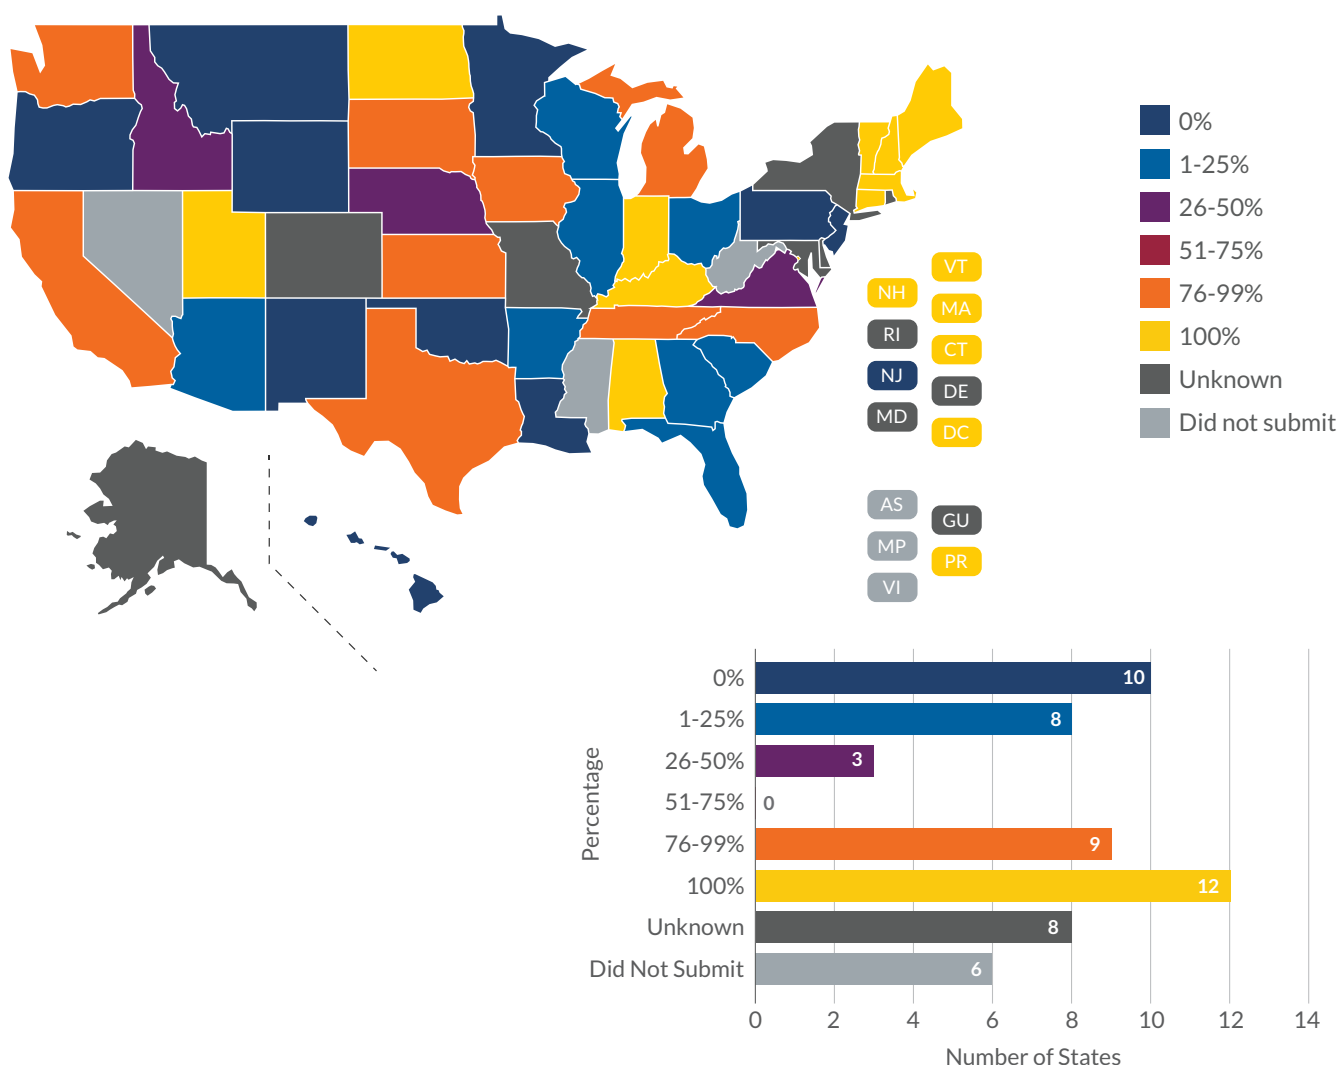 0%
1-25%
26-50%
51-75%
76-99%
100%
Unknown
Did not submit
VT
NH
MA
RI
CT
NJ
DE
MD
DC
AS
GU
MP
PR
VI
Percentage
0% 10
1-25% 8
26-50% 3
51-75% 0
76-99% 9
100% 12
Unknown 8
Did Not Submit 6
0 2 4 6 8 10 12 14
Number of States